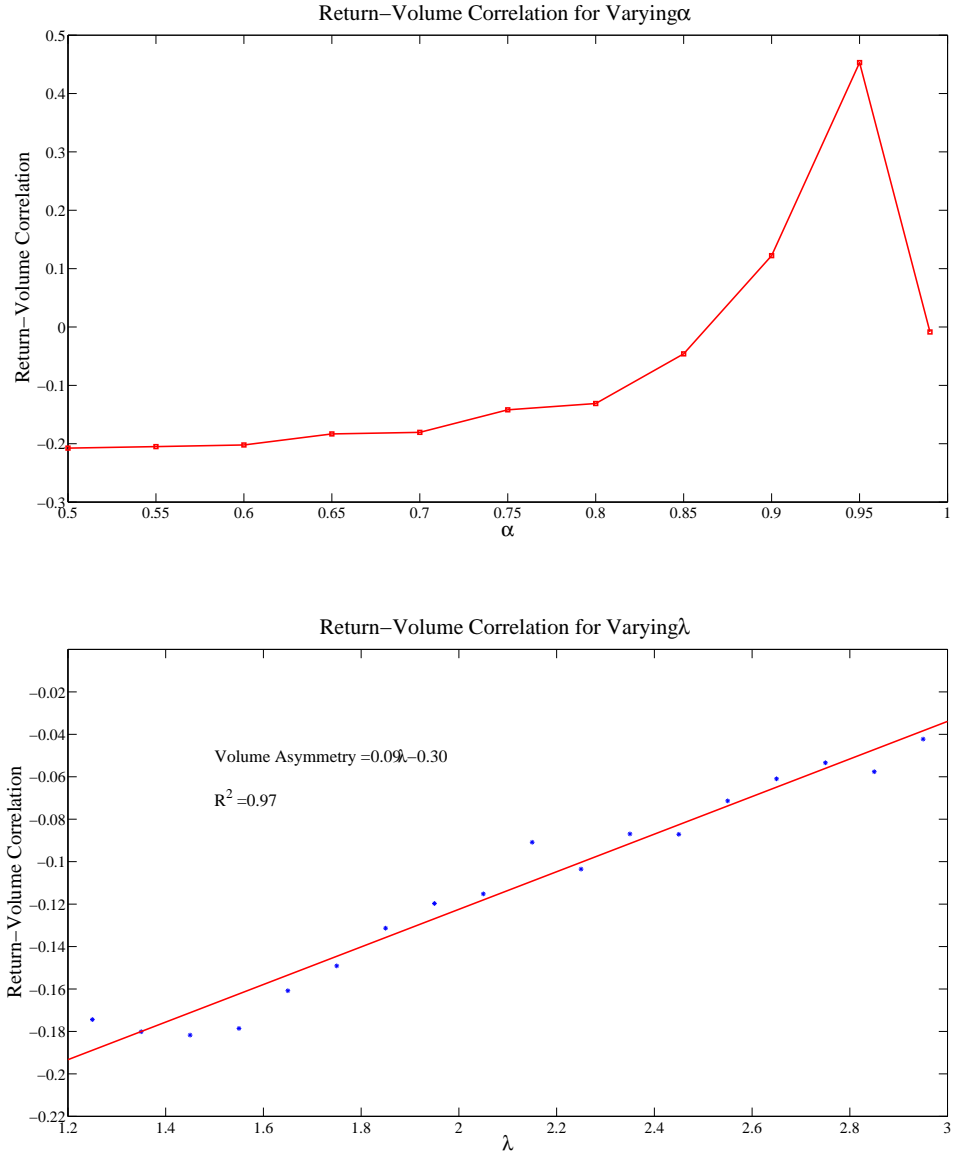 Return−Volume Correlation for Varyingα
0.5
0.4
0.3
0.2
0.1
0
−0.1
−0.2
−0.3
Return−Volume Correlation
0.5 0.55 0.6 0.65 0.7 0.75 0.8 0.85 0.9 0.95 1
α
Return−Volume Correlation for Varyingλ
−0.02
−0.04
−0.06
−0.08
−0.1
−0.12
−0.14
−0.16
−0.18
−0.2
−0.22
Return−Volume Correlation
Volume Asymmetry =0.09λ−0.30
R2 =0.97
1.2 1.4 1.6 1.8 2 2.2 2.4 2.6 2.8 3
λ